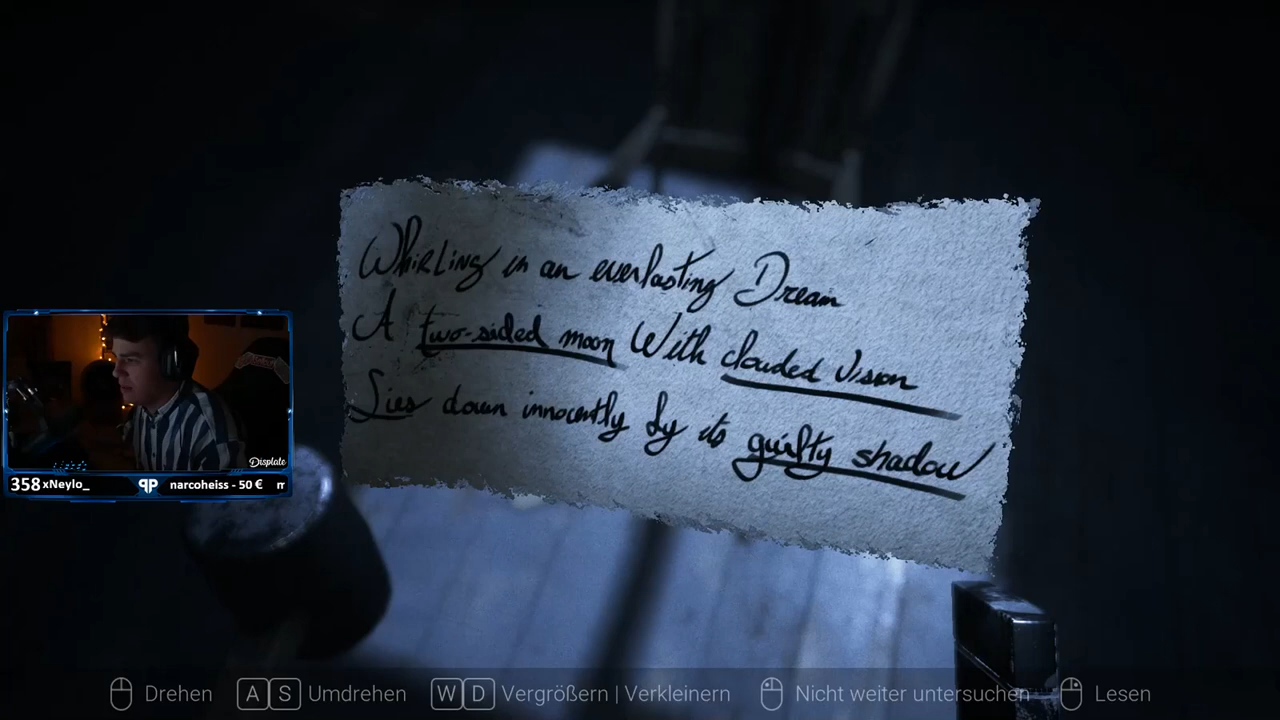 Whirling in an everlasting Dream
A two-sided moon With clouded vision
Lies down innocently by its guilty shadow
Displate
358 xNeylo_ narcoheiss - 50 €
Drehen A S Umdrehen W D Vergrößern | Verkleinern Nicht weiter untersuchen Lesen